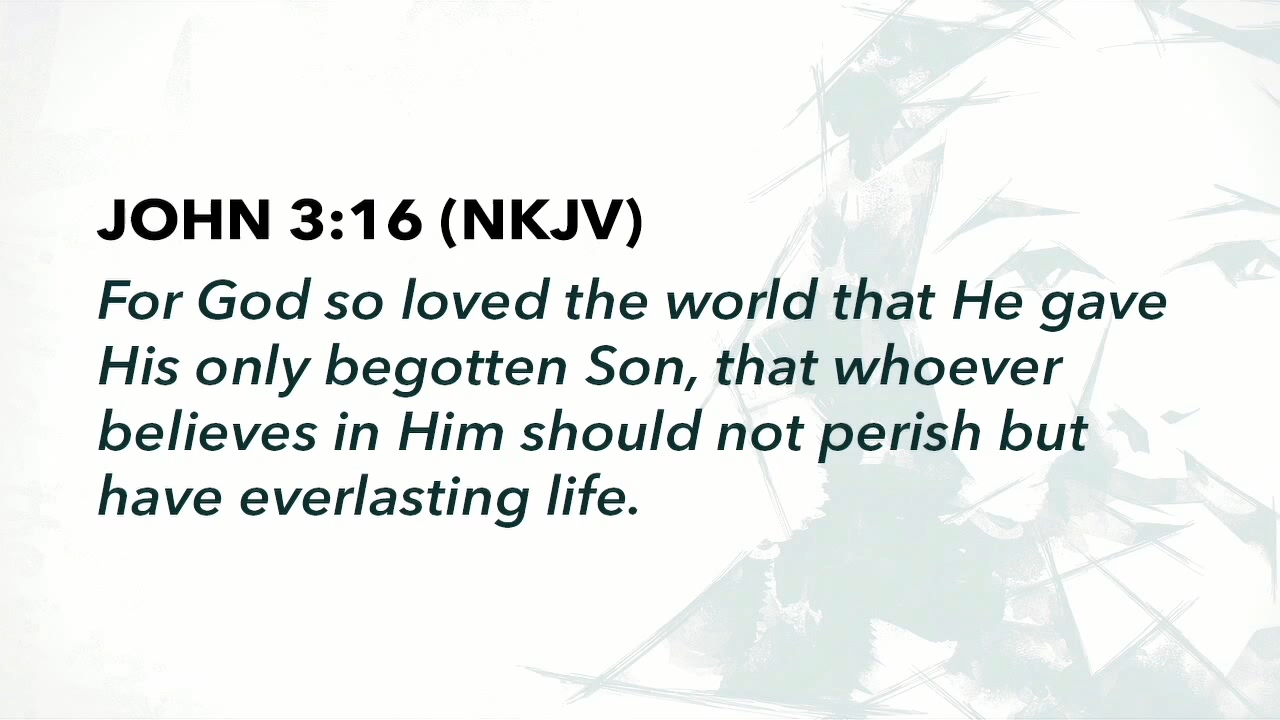 JOHN 3:16 (NKJV)
For God so loved the world that He gave
His only begotten Son, that whoever
believes in Him should not perish but
have everlasting life.